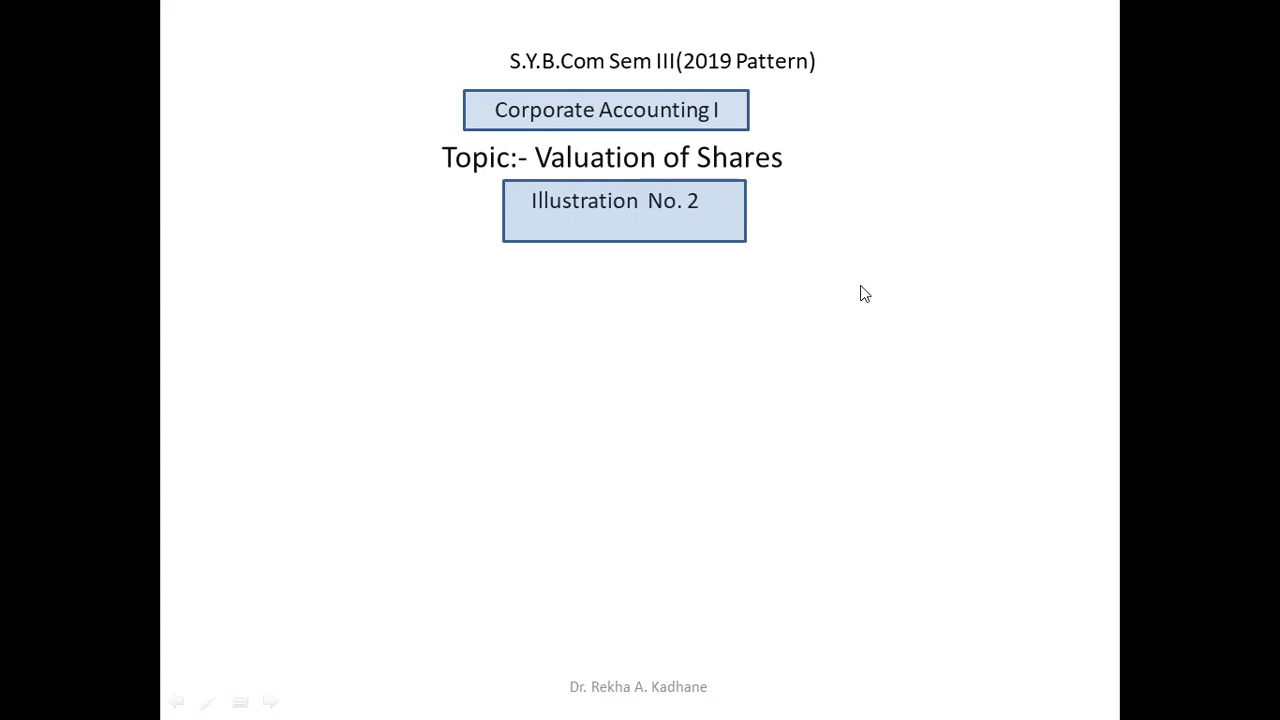 S.Y.B.Com Sem III(2019 Pattern)
Corporate Accounting I
Topic:- Valuation of Shares
Illustration No. 2
Dr. Rekha A. Kadhane